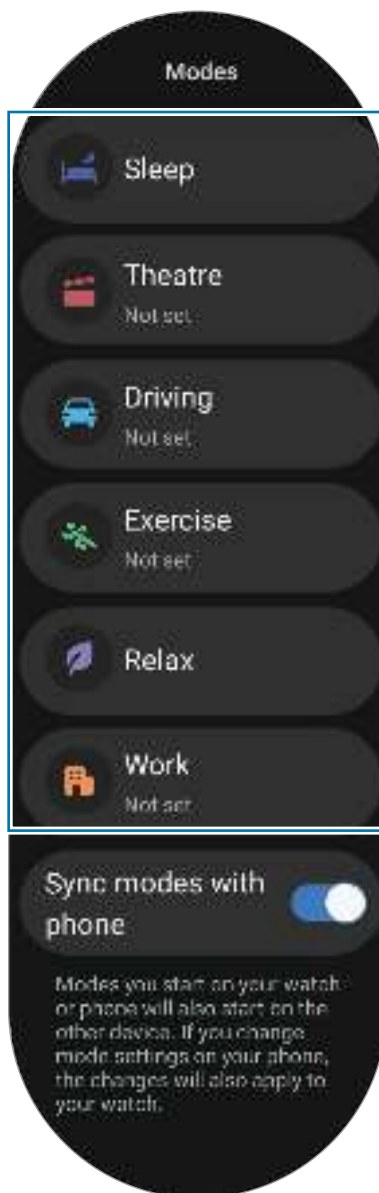 Modes
Sleep
Theatre
Not set
Driving
Not set
Exercise
Not set
Relax
Work
Not set
Sync modes with
phone
Modes you start on your watch
or phone will also start on the
other device. If you change
mode settings on your phone,
the changes will also apply to
your watch.